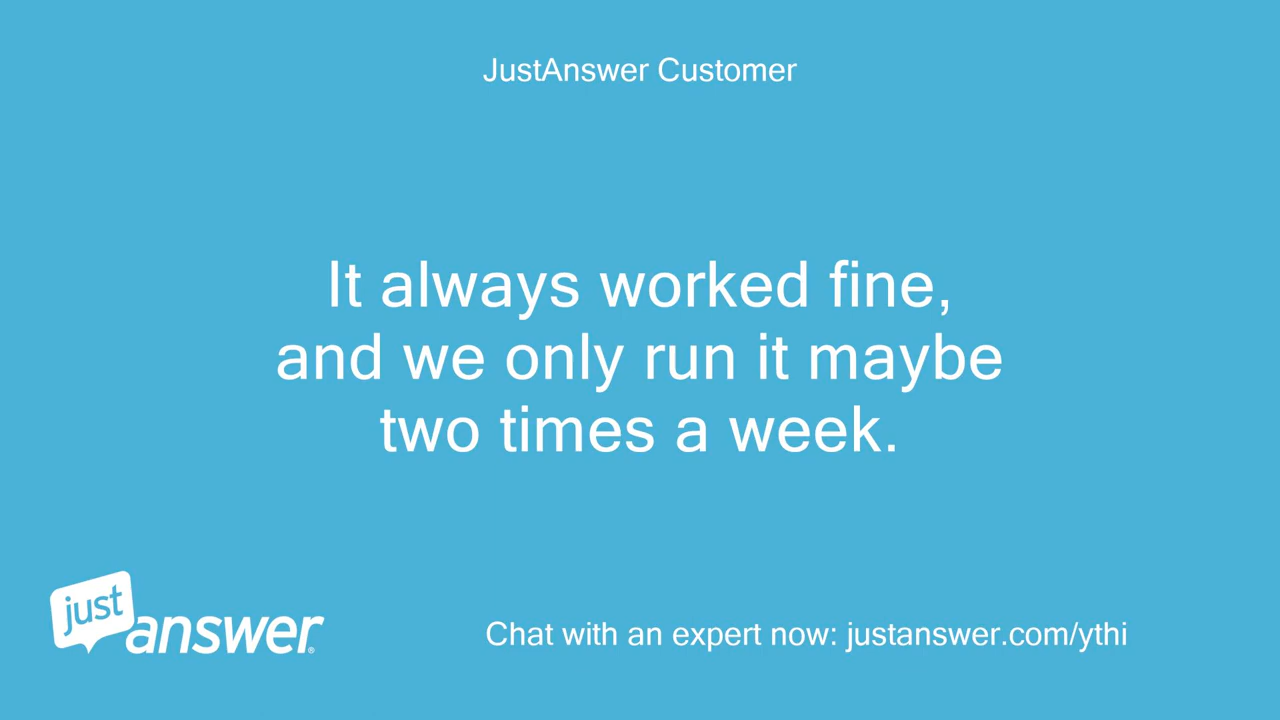 JustAnswer Customer
It always worked fine,
and we only run it maybe
two times a week.
just
answer®
Chat with an expert now: justanswer.com/ythi